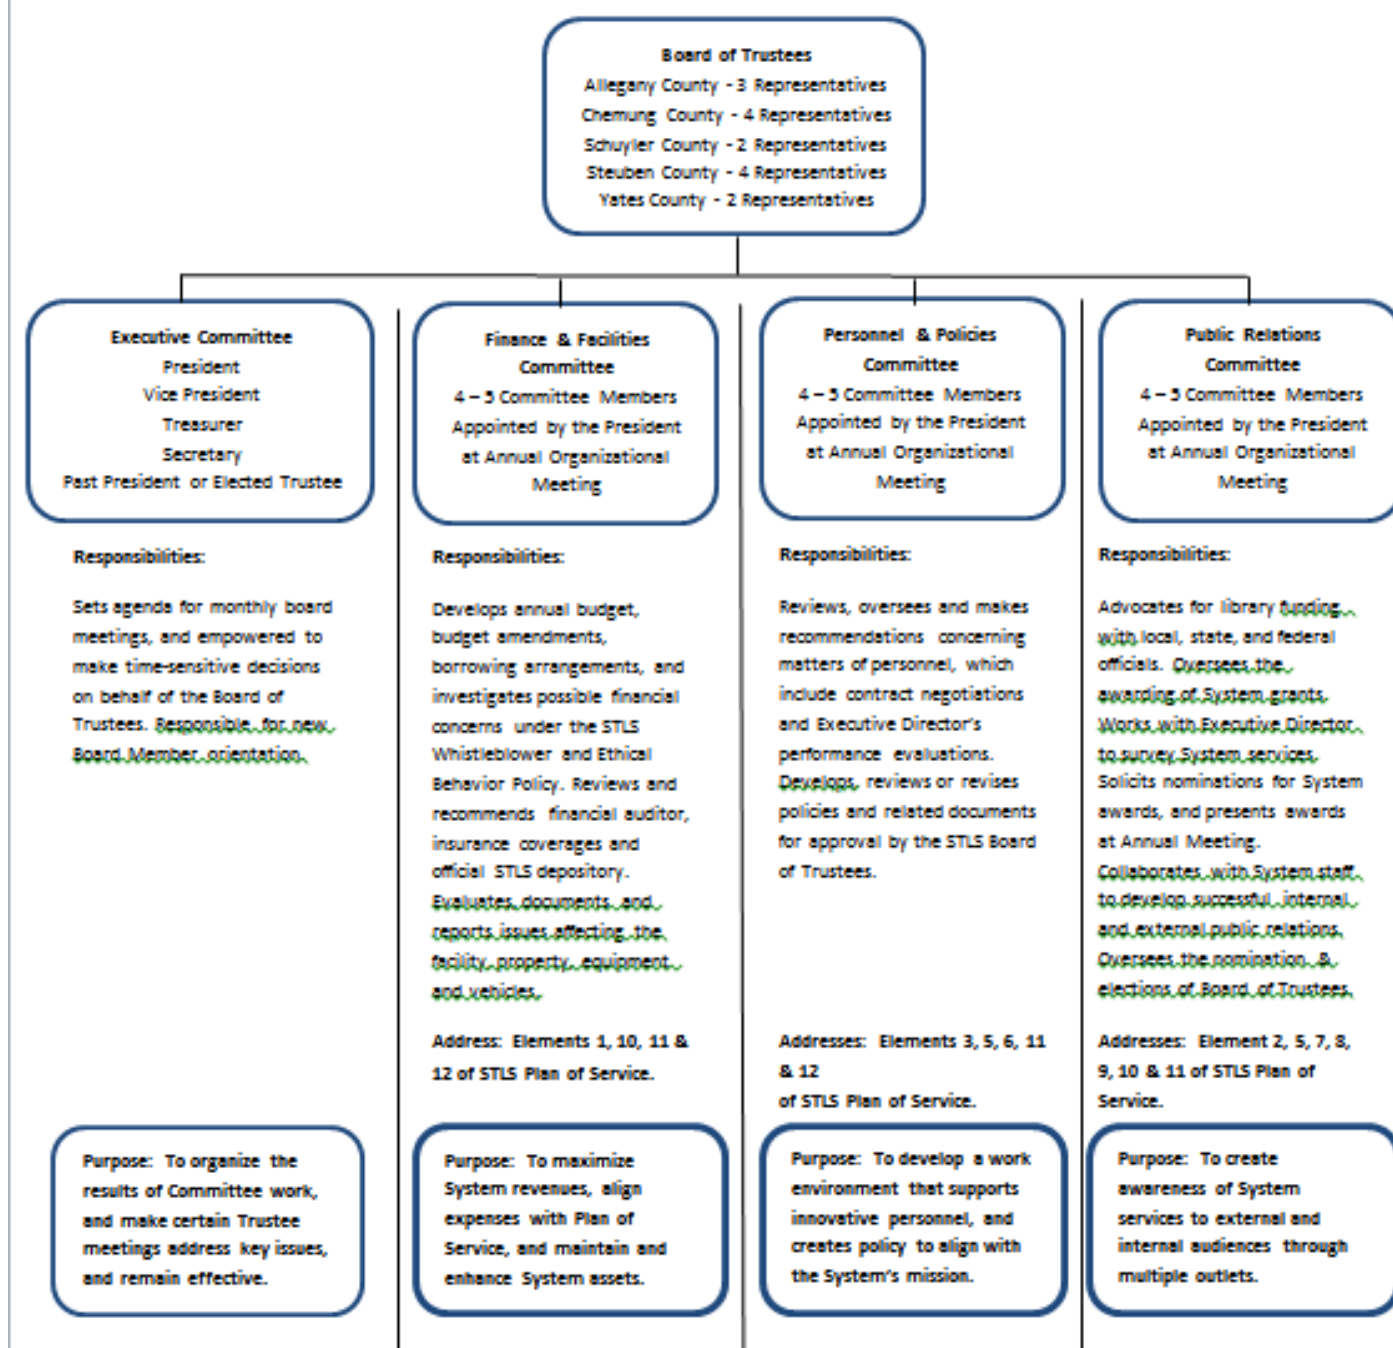 Board of Trustees
Allegany County - 3 Representatives
Chemung County - 4 Representatives
Schuyler County - 2 Representatives
Steuben County - 4 Representatives
Yates County - 2 Representatives
Executive Committee
President
Vice President
Treasurer
Secretary
Past President or Elected Trustee
Responsibilities:
Sets agenda for monthly board
meetings, and empowered to
make time-sensitive decisions
on behalf of the Board of
Trustees. Responsible for new
Board Member orientation.
Purpose: To organize the
results of Committee work,
and make certain Trustee
meetings address key issues,
and remain effective.
Finance & Facilities
Committee
4 – 5 Committee Members
Appointed by the President
at Annual Organizational
Meeting
Responsibilities:
Develops annual budget,
budget amendments,
borrowing arrangements, and
investigates possible financial
concerns under the STLS
Whistleblower and Ethical
Behavior Policy. Reviews and
recommends financial auditor,
insurance coverages and
official STLS depository.
Evaluates documents and
reports issues affecting the
facility, property, equipment
and vehicles.
Address: Elements 1, 10, 11 &
12 of STLS Plan of Service.
Purpose: To maximize
System revenues, align
expenses with Plan of
Service, and maintain and
enhance System assets.
Personnel & Policies
Committee
4 – 5 Committee Members
Appointed by the President
at Annual Organizational
Meeting
Responsibilities:
Reviews, oversees and makes
recommendations concerning
matters of personnel, which
include contract negotiations
and Executive Director's
performance evaluations.
Develops, reviews or revises
policies and related documents
for approval by the STLS Board
of Trustees.
Addresses: Elements 3, 5, 6, 11
& 12
of STLS Plan of Service.
Purpose: To develop a work
environment that supports
innovative personnel, and
creates policy to align with
the System's mission.
Public Relations
Committee
4 – 5 Committee Members
Appointed by the President
at Annual Organizational
Meeting
Responsibilities:
Advocates for library funding
with local, state, and federal
officials. Oversees the
awarding of System grants.
Works with Executive Director
to survey System services.
Solicits nominations for System
awards, and presents awards
at Annual Meeting.
Collaborates with System staff
to develop successful internal
and external public relations.
Oversees the nomination &
elections of Board of Trustees.
Addresses: Element 2, 5, 7, 8,
9, 10 & 11 of STLS Plan of
Service.
Purpose: To create
awareness of System
services to external and
internal audiences through
multiple outlets.